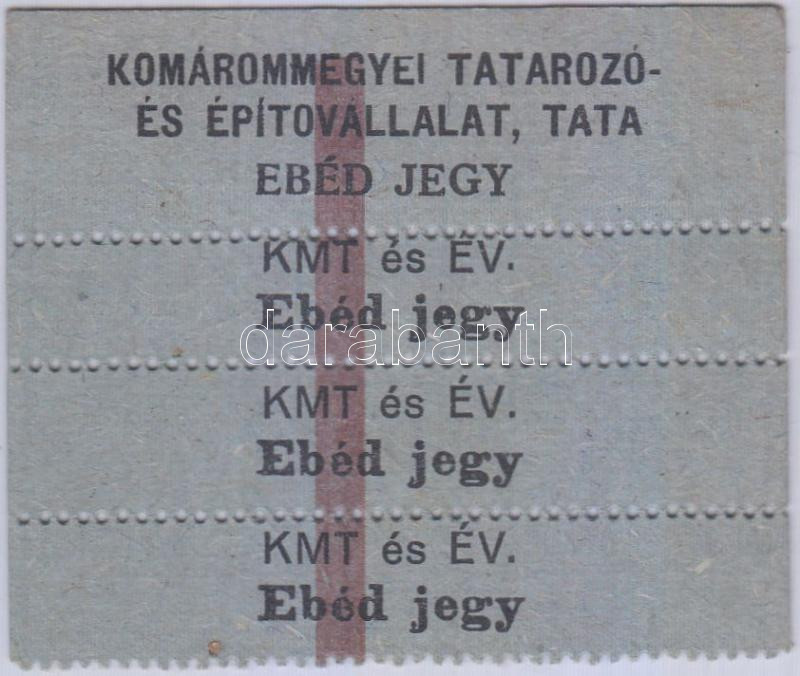 KOMÁROMMEGYEI TATAROZÓ-
ÉS ÉPÍTOVÁLLALAT, TATA
EBÉD JEGY
KMT és ÉV.
Ebéd jegy
darabanth
KMT és ÉV.
Ebéd jegy
KMT és ÉV.
Ebéd jegy